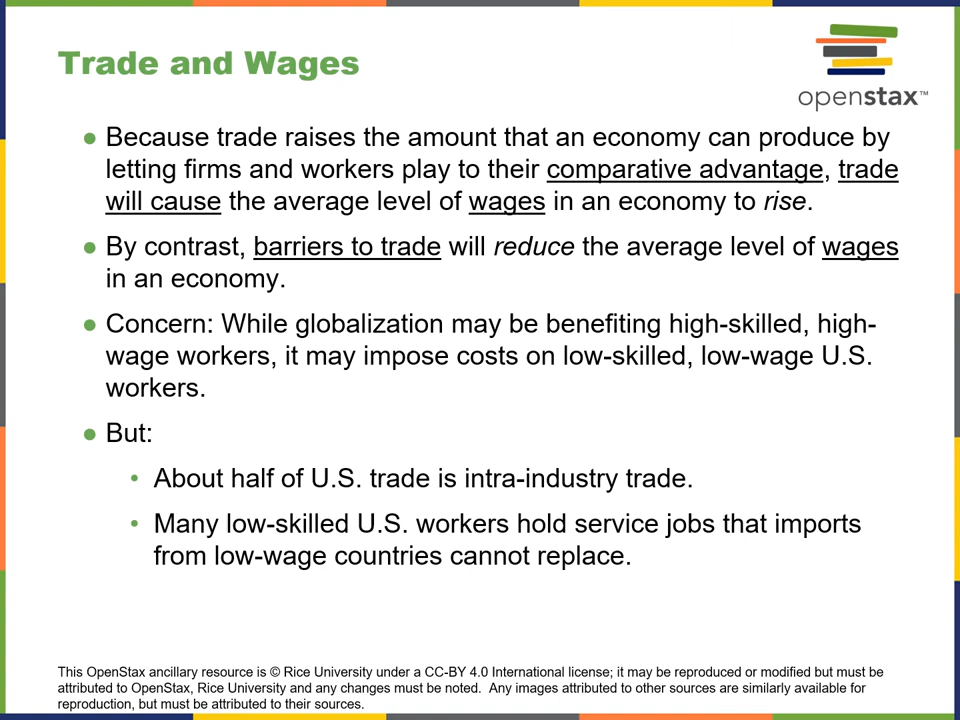 Trade and Wages
openstax™
● Because trade raises the amount that an economy can produce by
letting firms and workers play to their comparative advantage, trade
will cause the average level of wages in an economy to rise.
● By contrast, barriers to trade will reduce the average level of wages
in an economy.
● Concern: While globalization may be benefiting high-skilled, high-
wage workers, it may impose costs on low-skilled, low-wage U.S.
workers.
● But:
• About half of U.S. trade is intra-industry trade.
• Many low-skilled U.S. workers hold service jobs that imports
from low-wage countries cannot replace.
This OpenStax ancillary resource is © Rice University under a CC-BY 4.0 International license; it may be reproduced or modified but must be
attributed to OpenStax, Rice University and any changes must be noted.  Any images attributed to other sources are similarly available for
reproduction, but must be attributed to their sources.